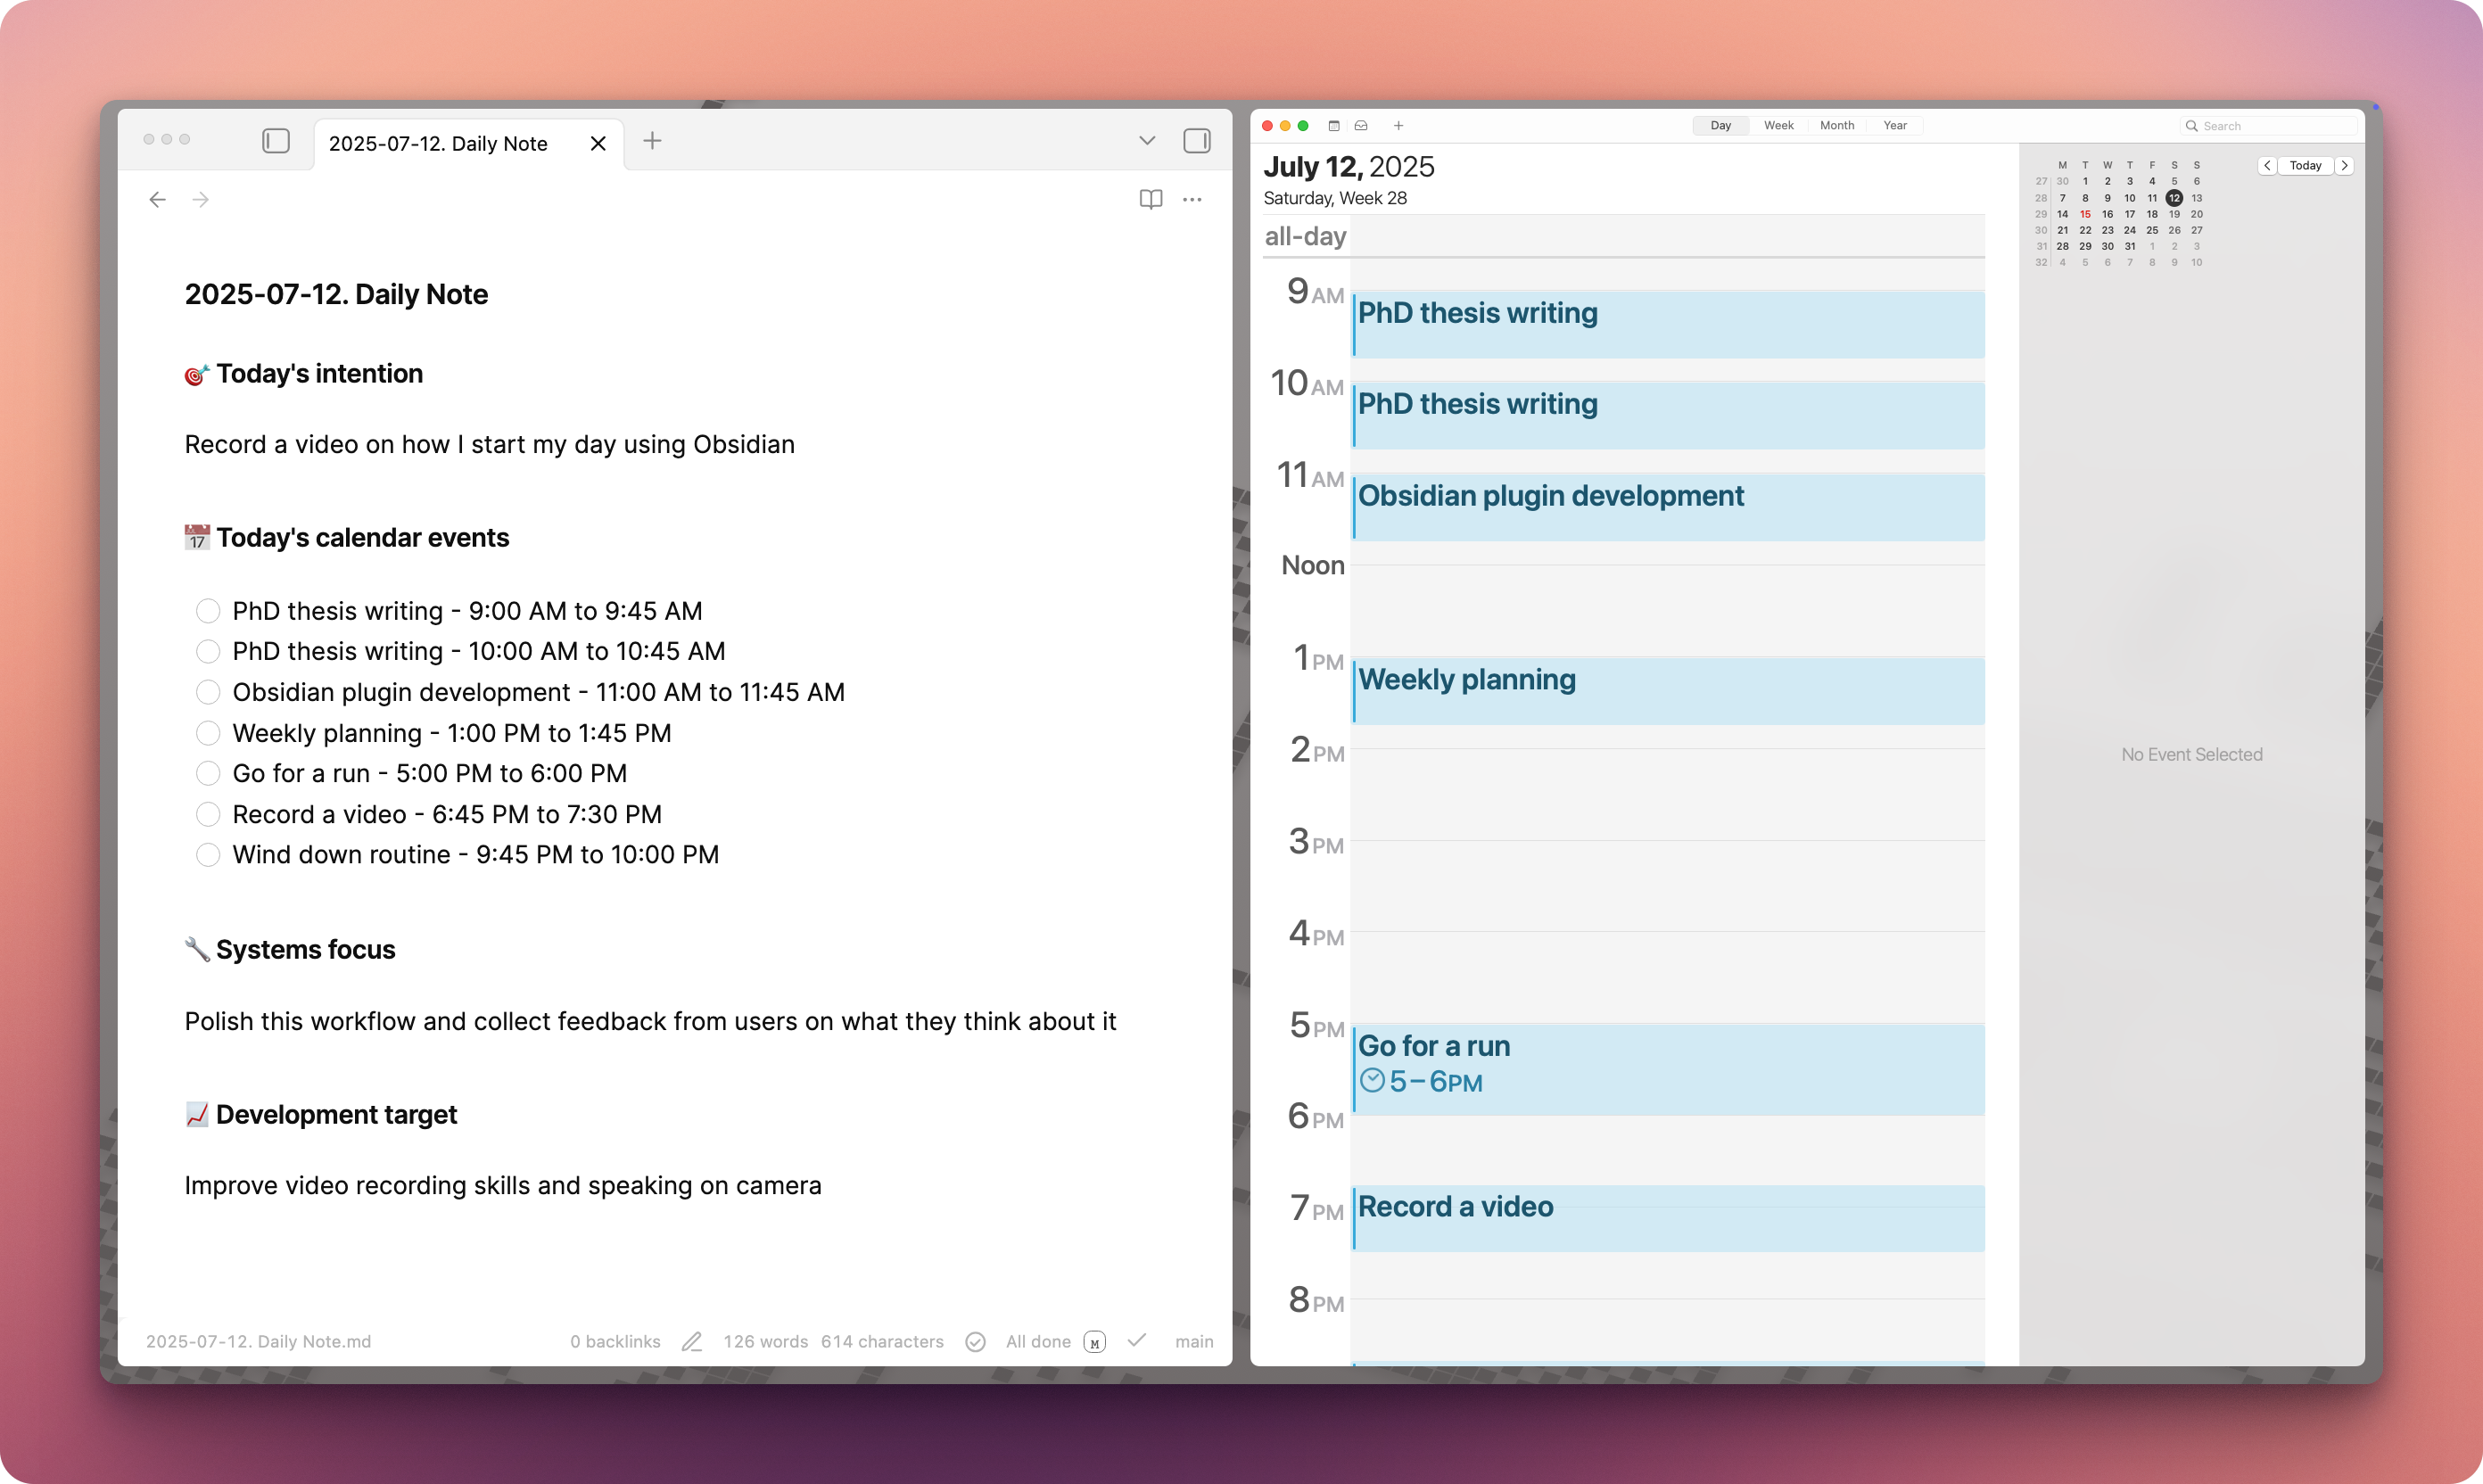 2025-07-12. Daily Note
2025-07-12. Daily Note
🎯 Today's intention
Record a video on how I start my day using Obsidian
17 Today's calendar events
PhD thesis writing - 9:00 AM to 9:45 AM
PhD thesis writing - 10:00 AM to 10:45 AM
Obsidian plugin development - 11:00 AM to 11:45 AM
Weekly planning - 1:00 PM to 1:45 PM
Go for a run - 5:00 PM to 6:00 PM
Record a video - 6:45 PM to 7:30 PM
Wind down routine - 9:45 PM to 10:00 PM
🔧 Systems focus
Polish this workflow and collect feedback from users on what they think about it
📈 Development target
Improve video recording skills and speaking on camera
2025-07-12. Daily Note.md 0 backlinks 126 words 614 characters All done M main
Day Week Month Year Search
July 12, 2025
Saturday, Week 28
all-day
9 AM
PhD thesis writing
10 AM
PhD thesis writing
11 AM
Obsidian plugin development
Noon
1 PM
Weekly planning
2 PM
3 PM
4 PM
5 PM
Go for a run
5–6PM
6 PM
7 PM
Record a video
8 PM
M T W T F S S
27 30 1 2 3 4 5 6
28 7 8 9 10 11 12 13
29 14 15 16 17 18 19 20
30 21 22 23 24 25 26 27
31 28 29 30 31 1 2 3
32 4 5 6 7 8 9 10
Today
No Event Selected